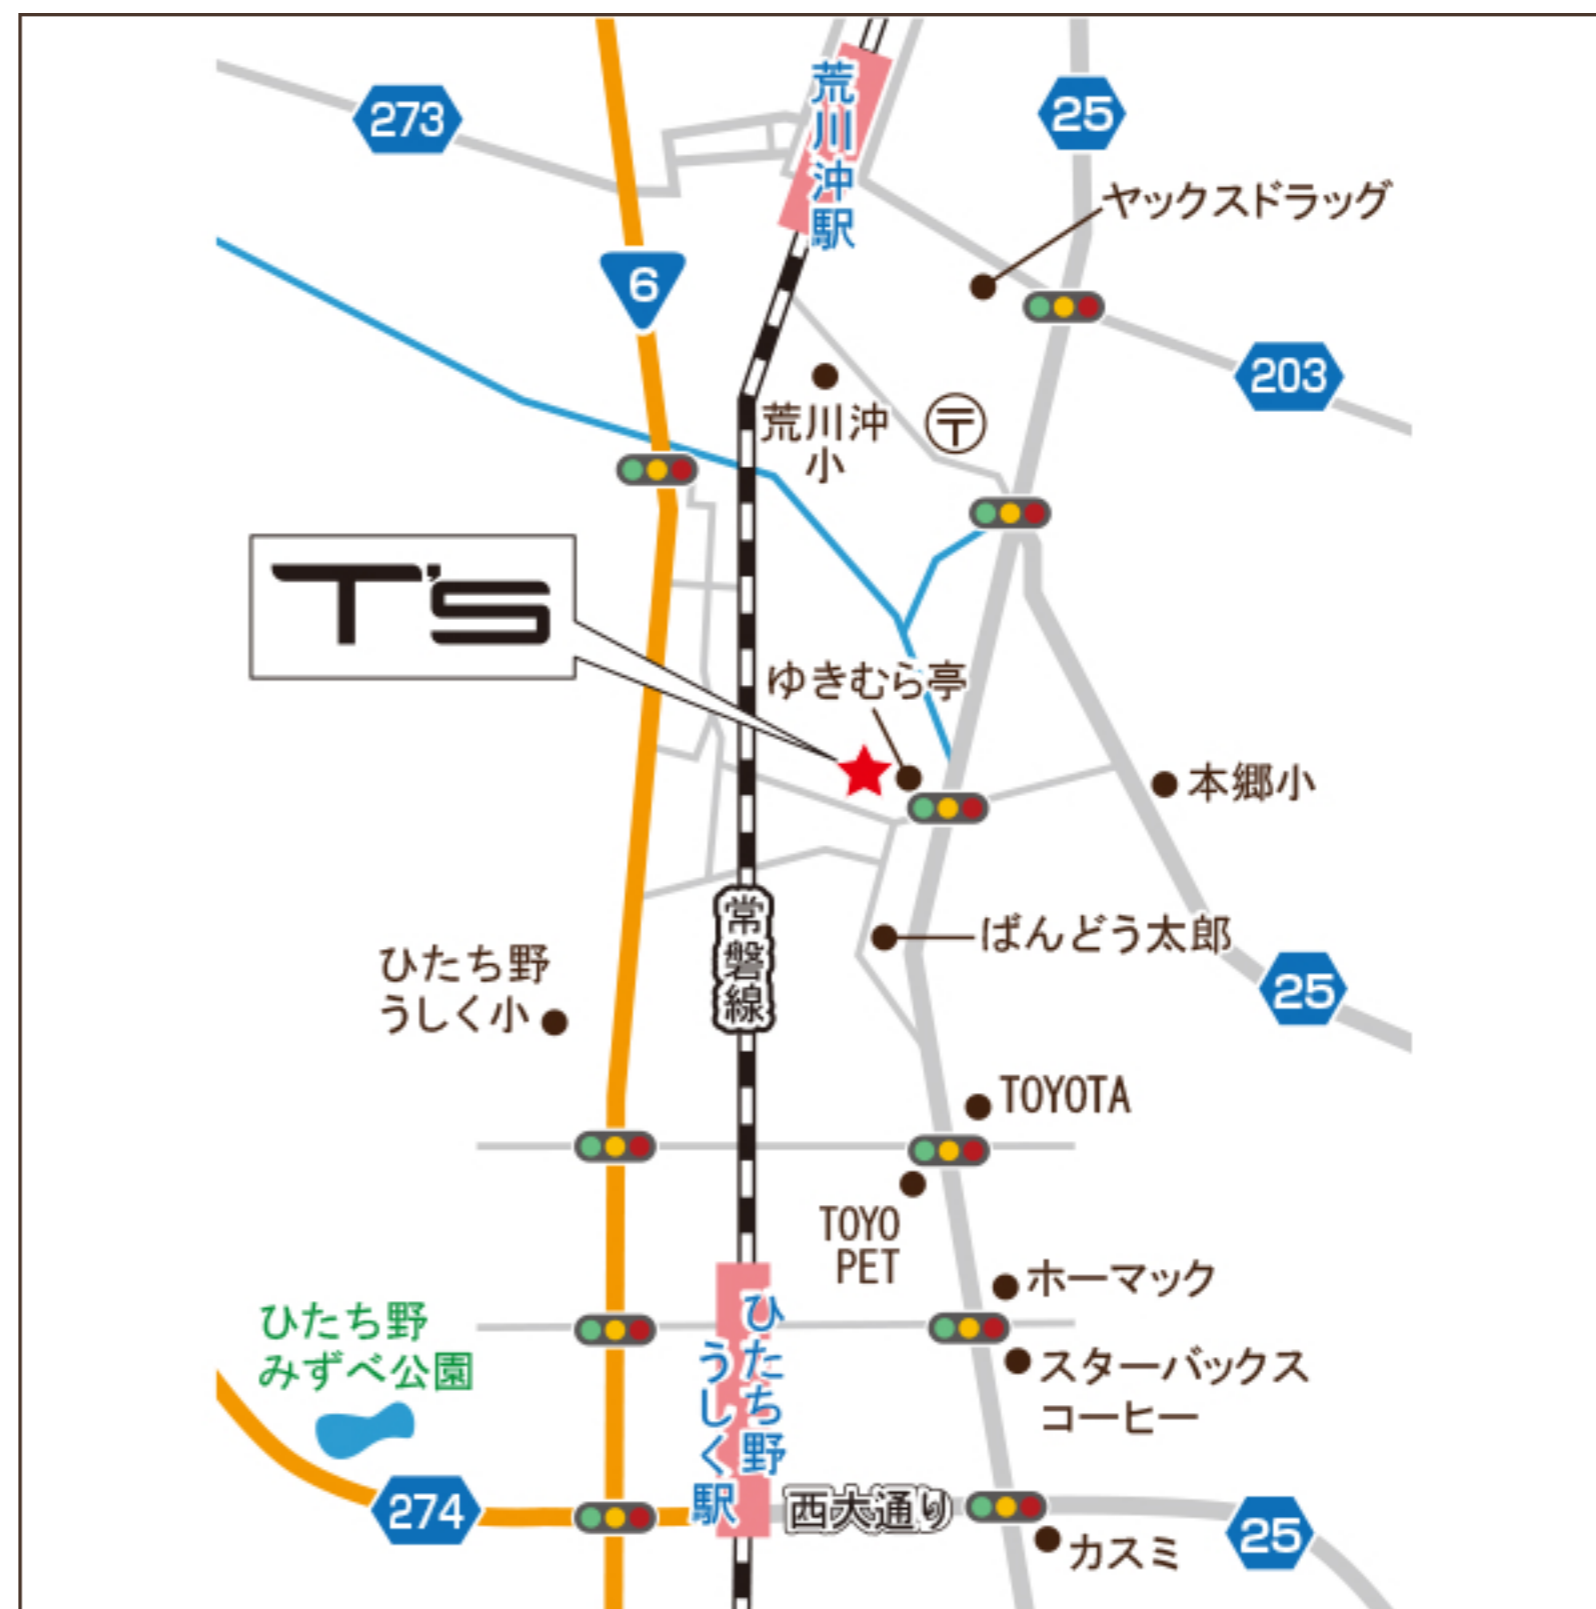 荒川沖駅
273
25
ヤックスドラッグ
6
203
荒川沖
小
〒
T's
ゆきむら亭
本郷小
常磐線
ばんどう太郎
ひたち野
うしく小
25
TOYOTA
TOYO
PET
ホーマック
ひたち野
うしく駅
ひたち野
みずべ公園
スターバックス
コーヒー
274
西大通り
カスミ
25